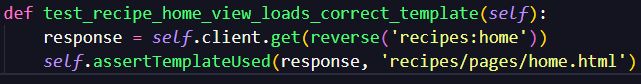 def test_recipe_home_view_loads_correct_template(self):
    response = self.client.get(reverse('recipes:home'))
    self.assertTemplateUsed(response, 'recipes/pages/home.html')